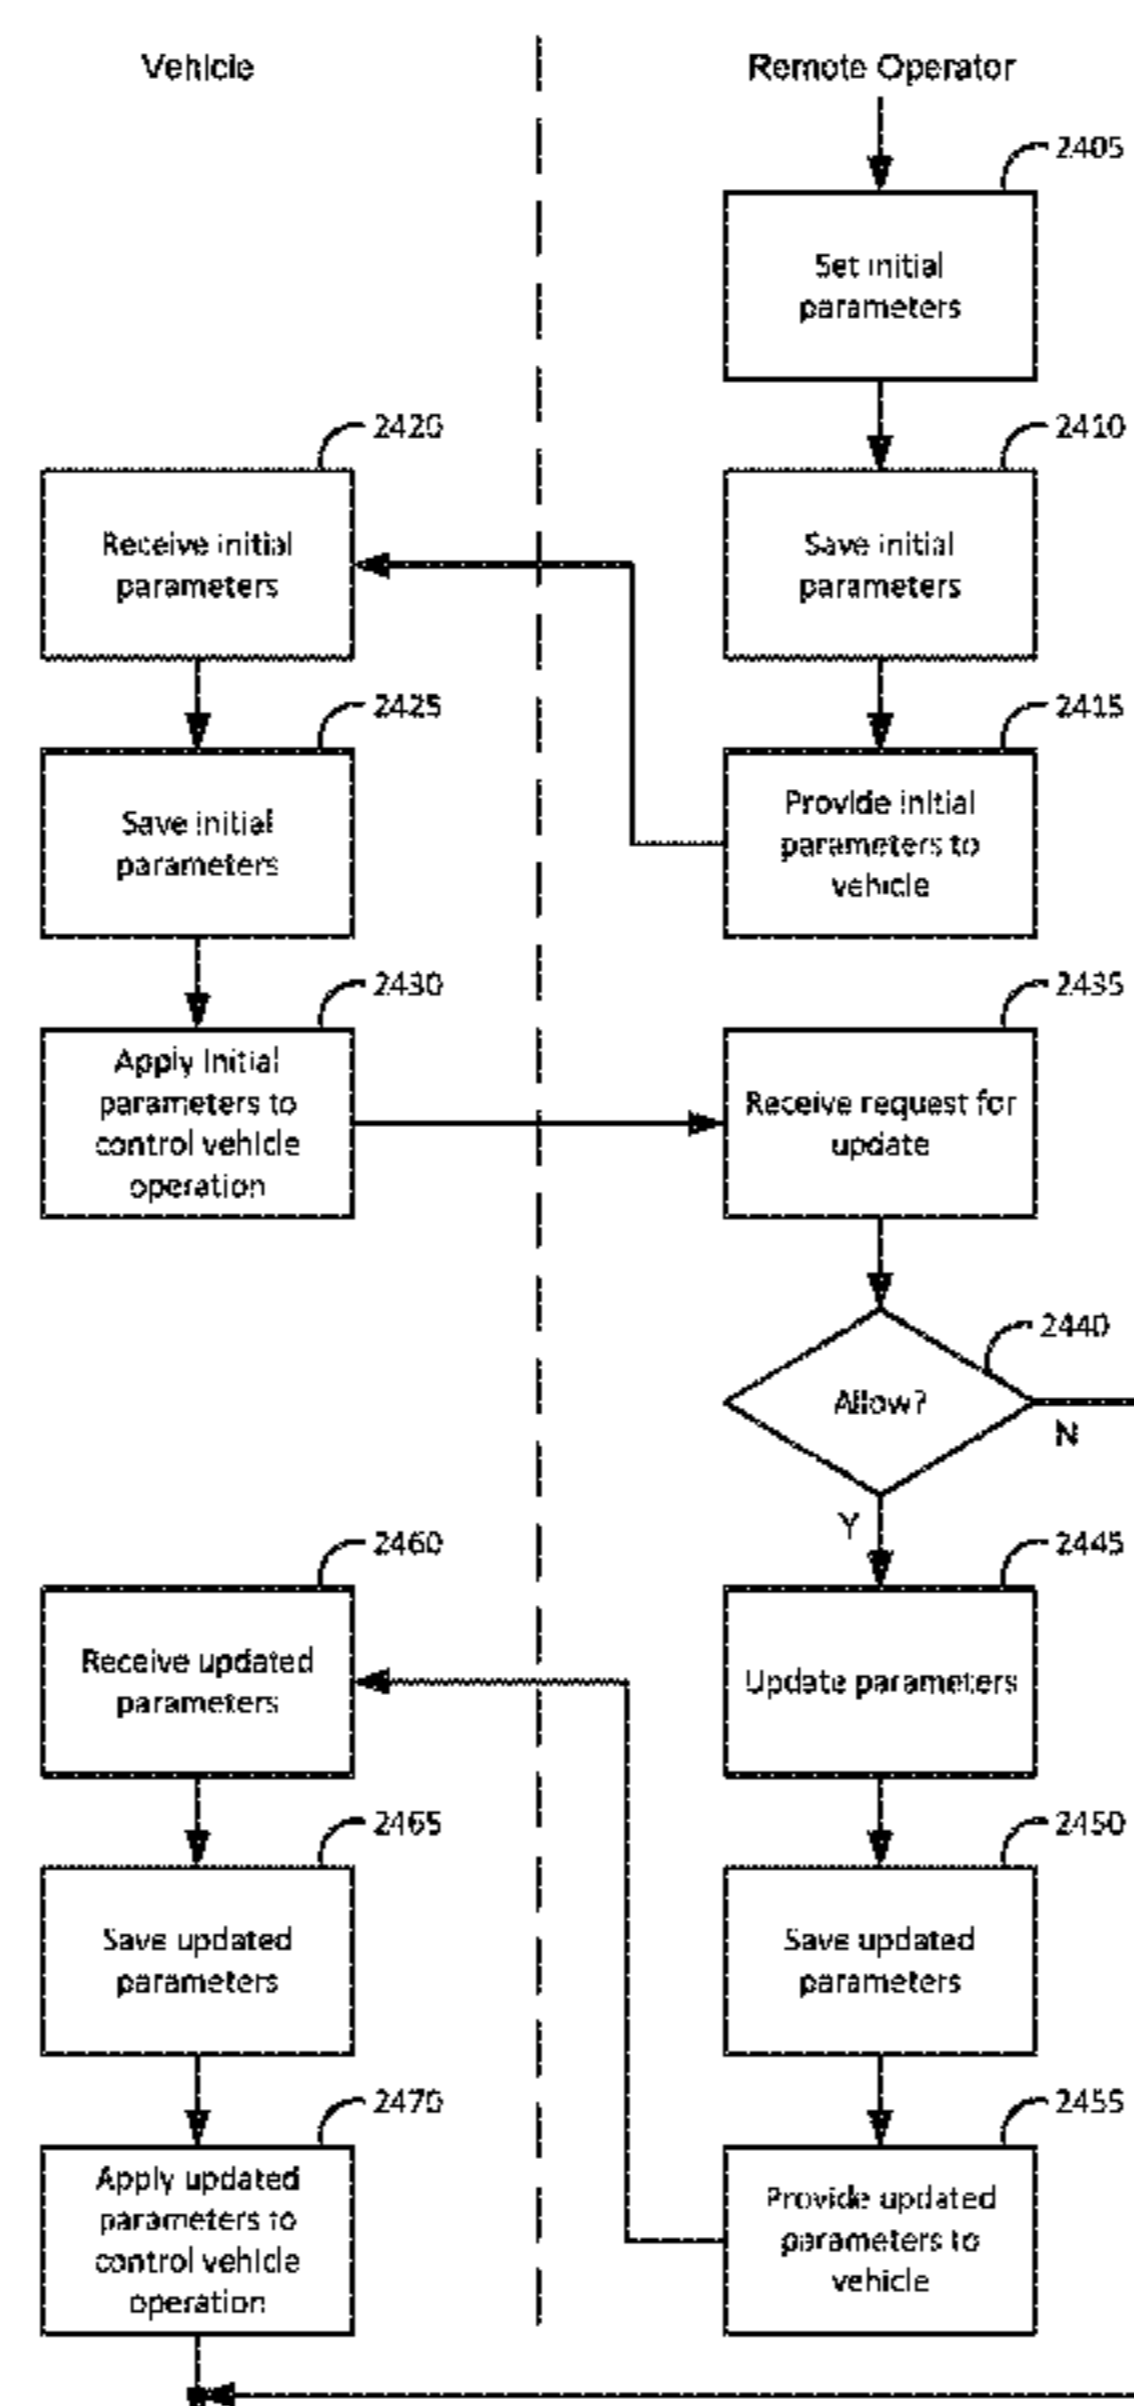 Vehicle
Remote Operator
2405
Set initial
parameters
2420
2410
Receive initial
parameters
Save initial
parameters
2425
2415
Save initial
parameters
Provide initial
parameters to
vehicle
2430
2435
Apply Initial
parameters to
control vehicle
operation
Receive request for
update
2440
Allow?
N
Y
2460
2445
Receive updated
parameters
Update parameters
2465
2450
Save updated
parameters
Save updated
parameters
2470
2455
Apply updated
parameters to
control vehicle
operation
Provide updated
parameters to
vehicle